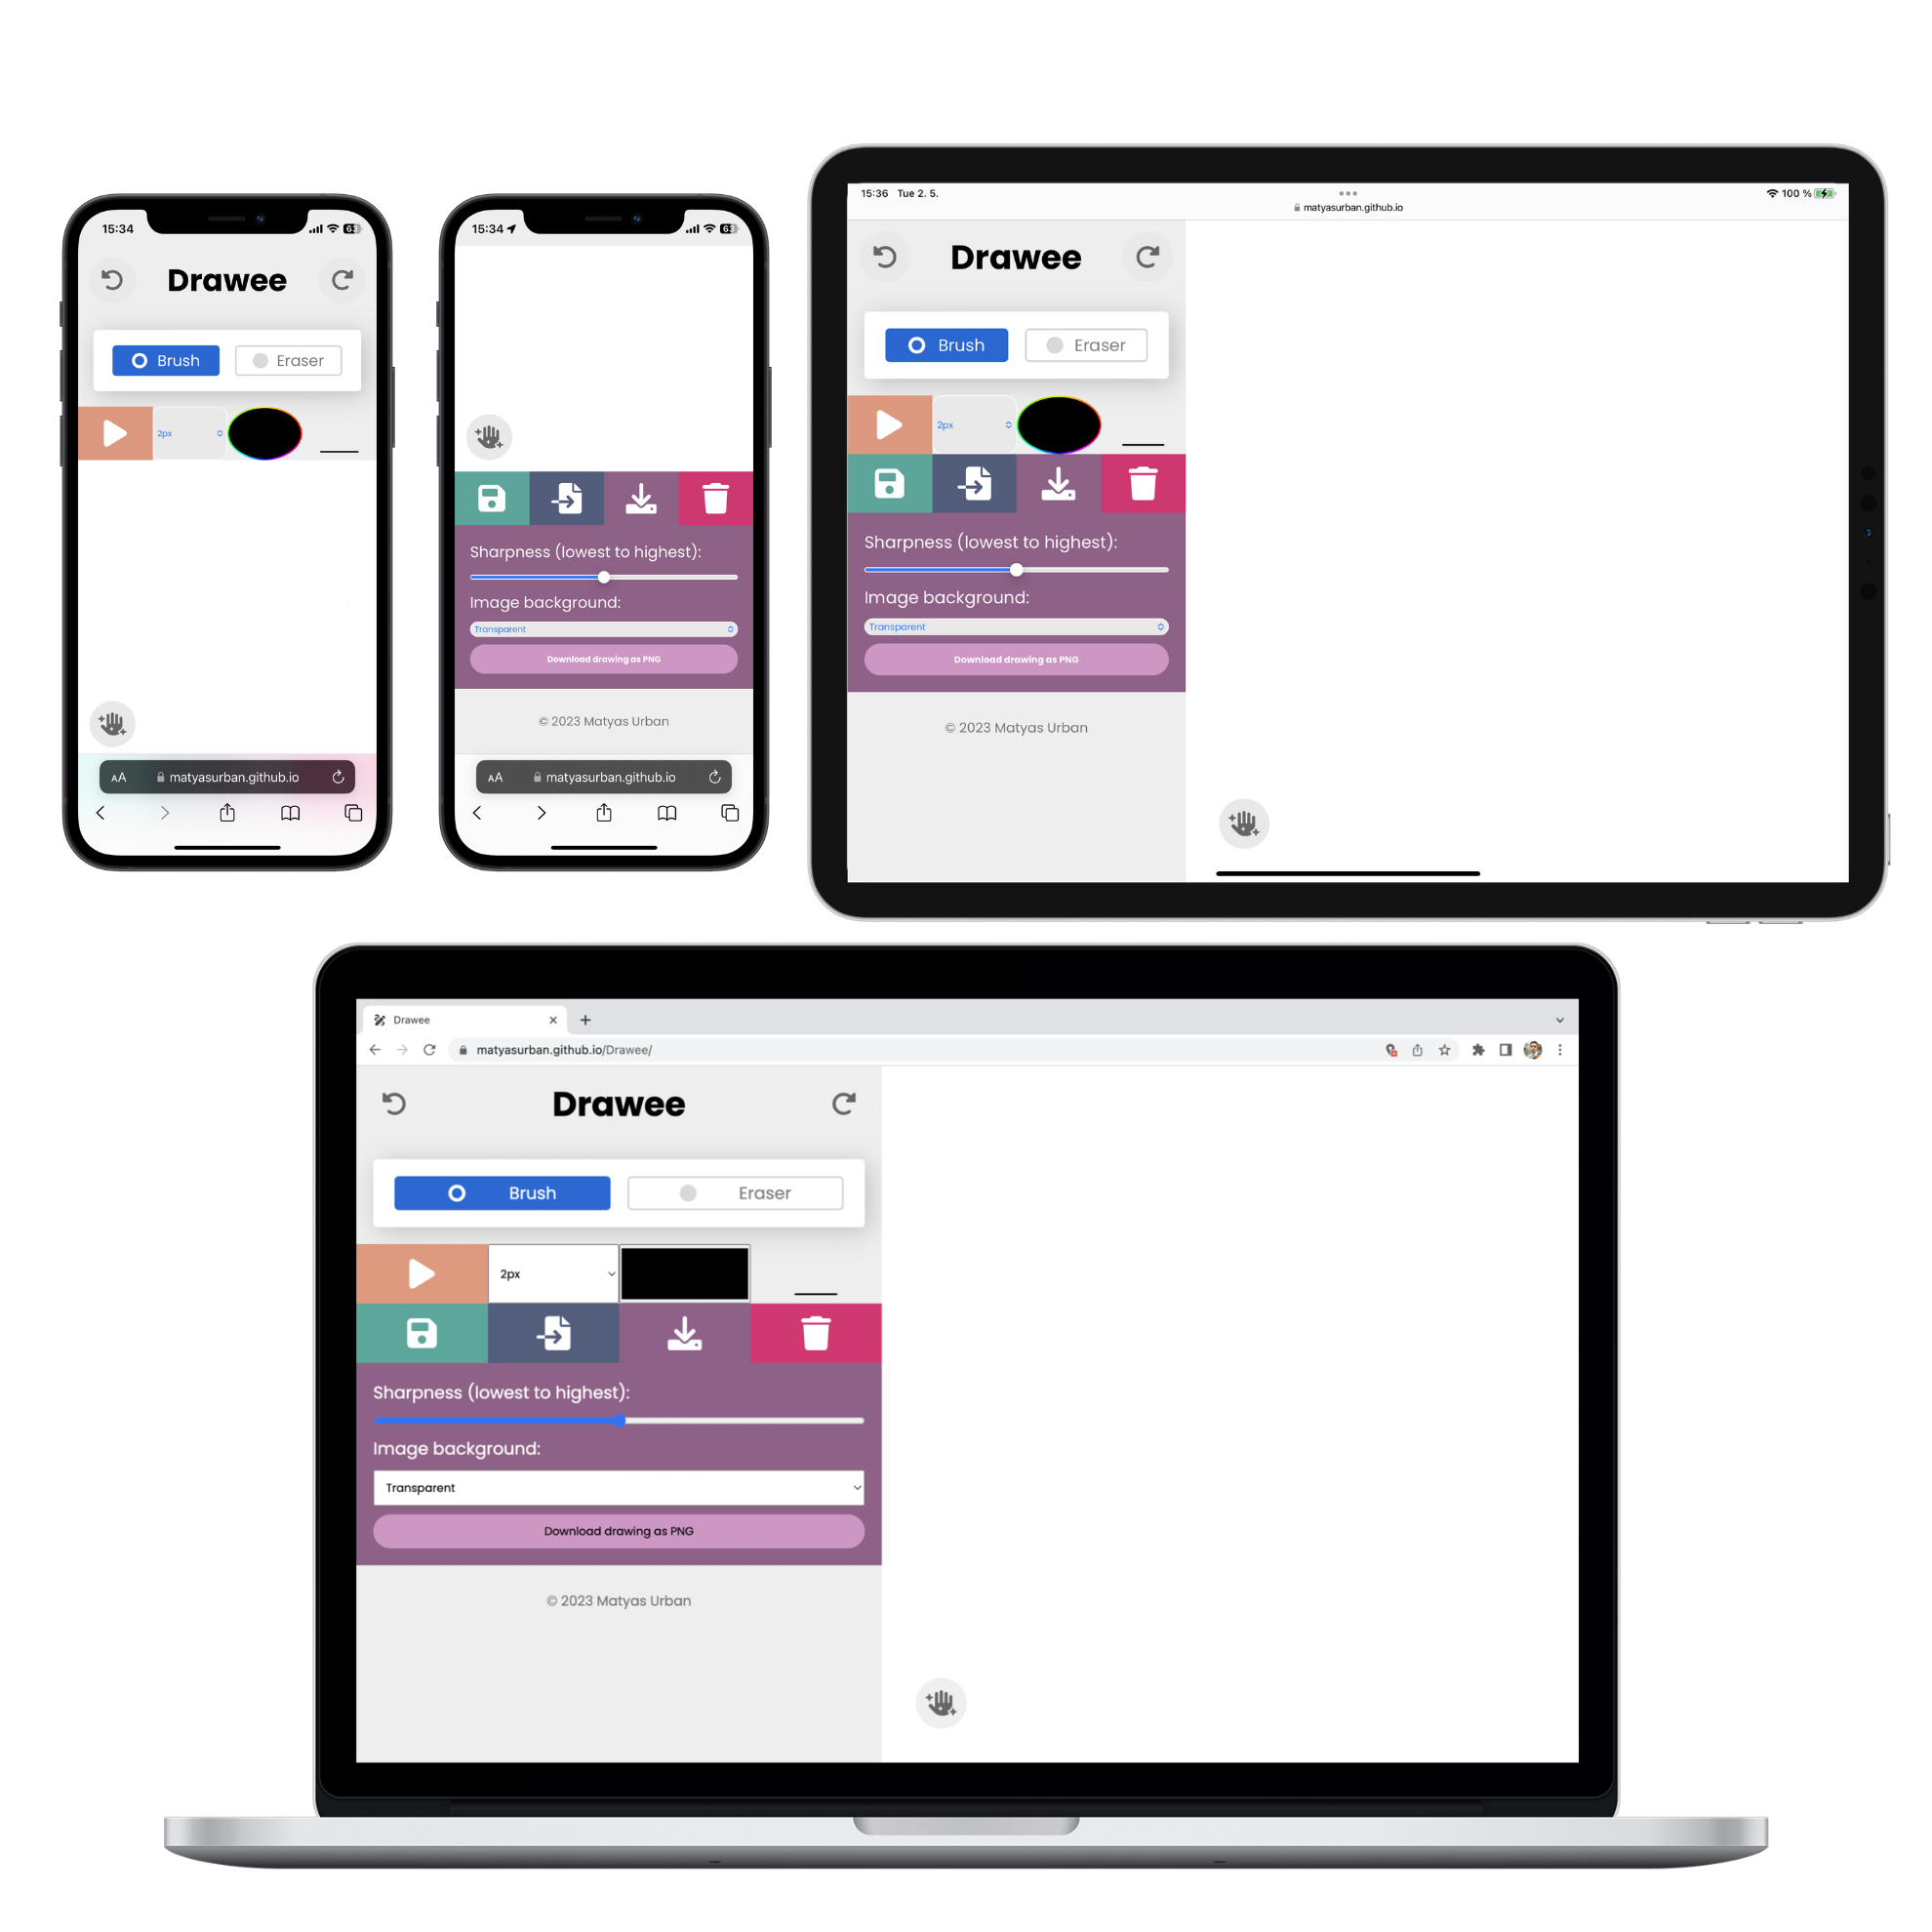 15:34
63
Drawee
Brush
Eraser
2px
AA
matyasurban.github.io
15:34
63
Sharpness (lowest to highest):
Image background:
Transparent
Download drawing as PNG
© 2023 Matyas Urban
AA
matyasurban.github.io
15:36 Tue 2. 5.
100 %
matyasurban.github.io
Drawee
Brush
Eraser
2px
Sharpness (lowest to highest):
Image background:
Transparent
Download drawing as PNG
© 2023 Matyas Urban
Drawee
matyasurban.github.io/Drawee/
Drawee
Brush
Eraser
2px
Sharpness (lowest to highest):
Image background:
Transparent
Download drawing as PNG
© 2023 Matyas Urban